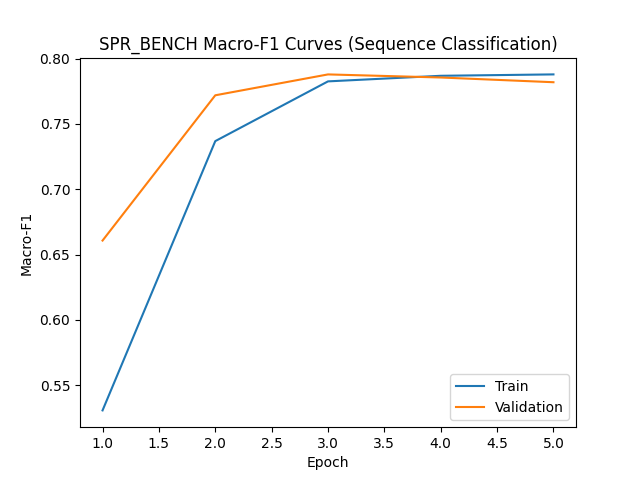 SPR_BENCH Macro-F1 Curves (Sequence Classification)
Macro-F1
0.80
0.75
0.70
0.65
0.60
0.55
1.0 1.5 2.0 2.5 3.0 3.5 4.0 4.5 5.0
Epoch
Train
Validation